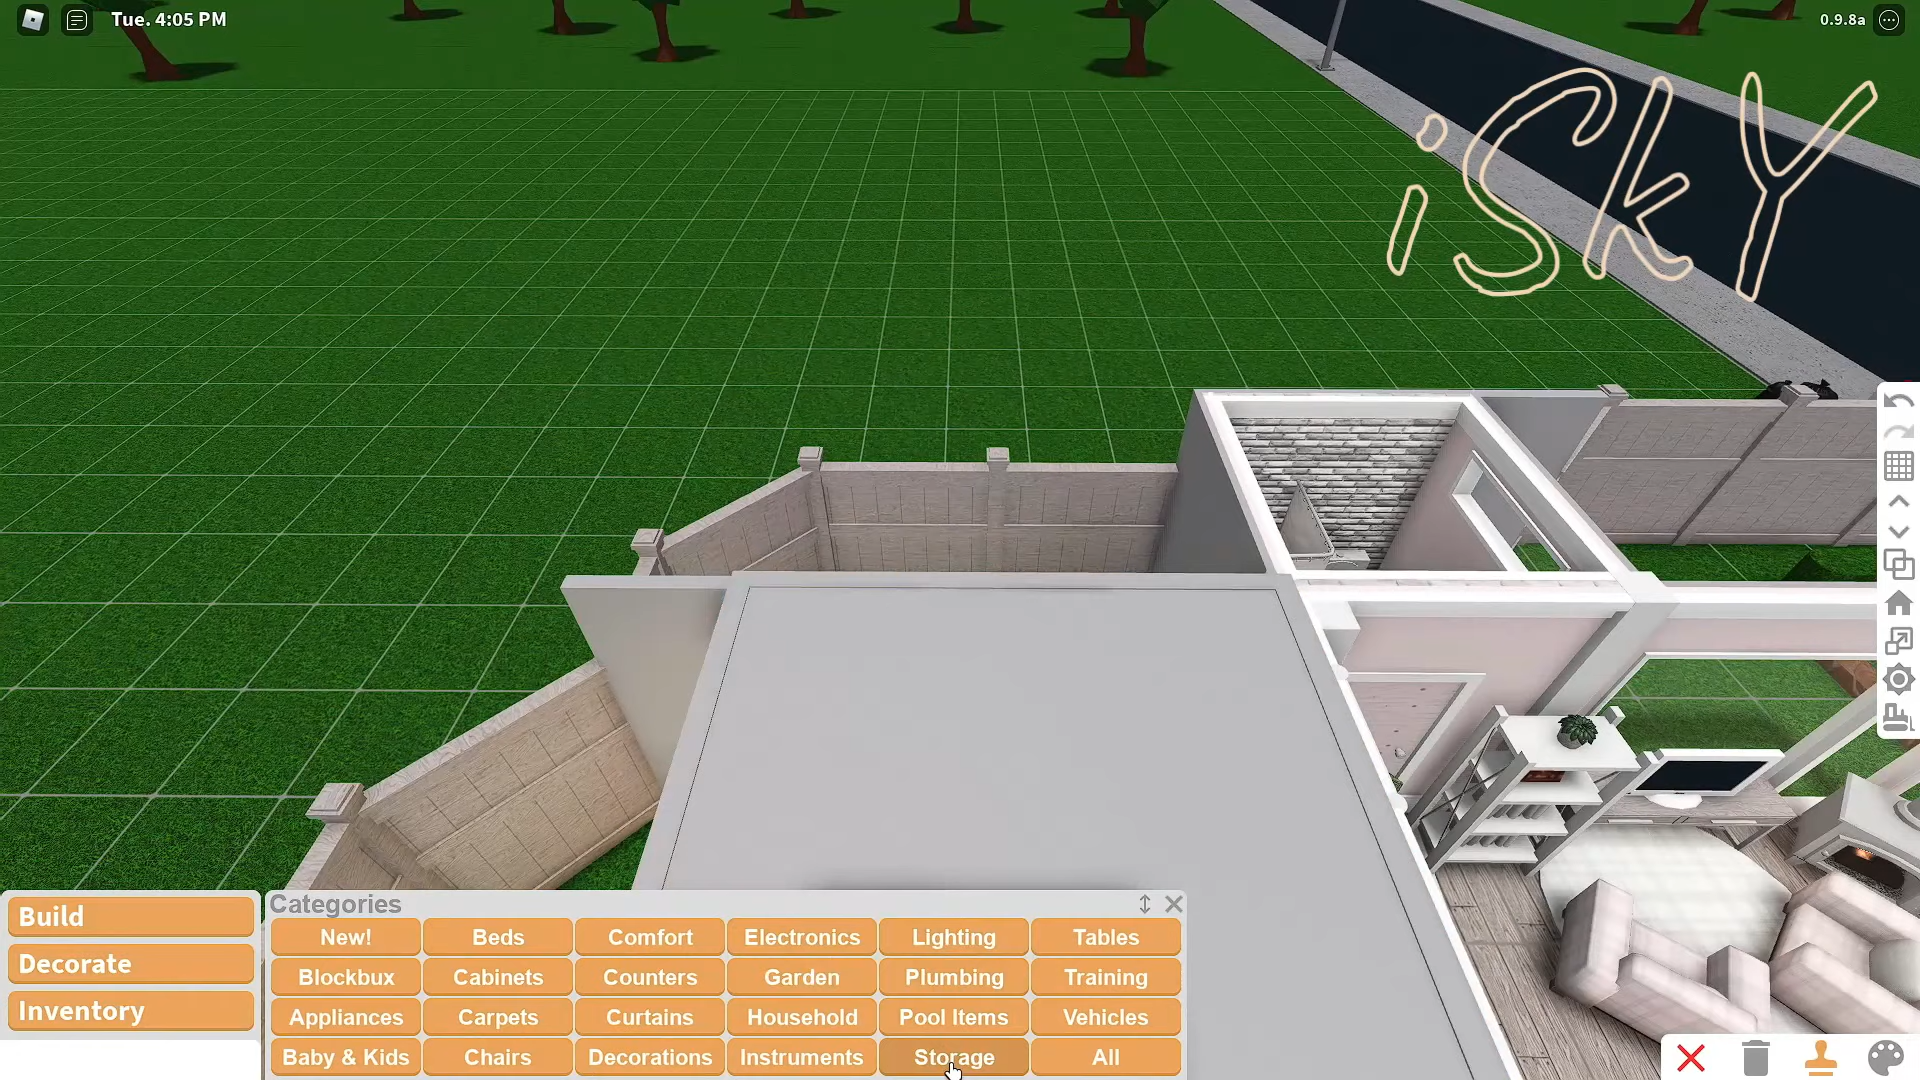 Tue. 4:05 PM
0.9.8a
iSkY
Build
Decorate
Inventory
Categories
New! Beds Comfort Electronics Lighting Tables
Blockbux Cabinets Counters Garden Plumbing Training
Appliances Carpets Curtains Household Pool Items Vehicles
Baby & Kids Chairs Decorations Instruments Storage All